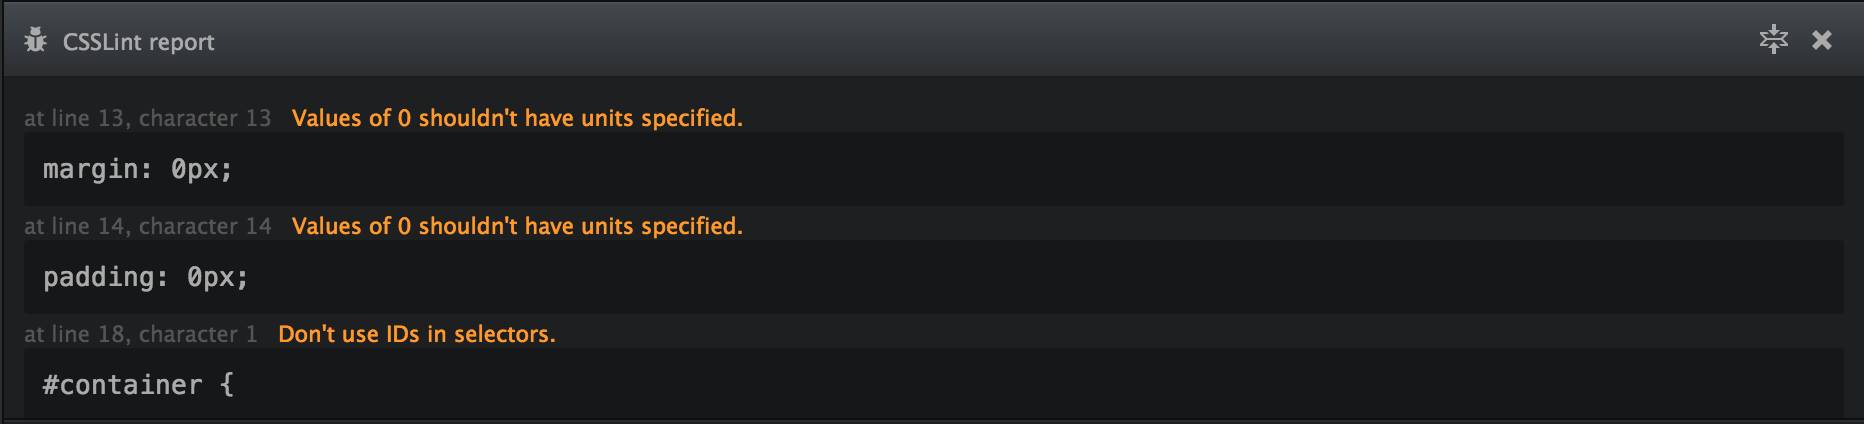 CSSLint report
at line 13, character 13 Values of 0 shouldn't have units specified.
margin: 0px;
at line 14, character 14 Values of 0 shouldn't have units specified.
padding: 0px;
at line 18, character 1 Don't use IDs in selectors.
#container {